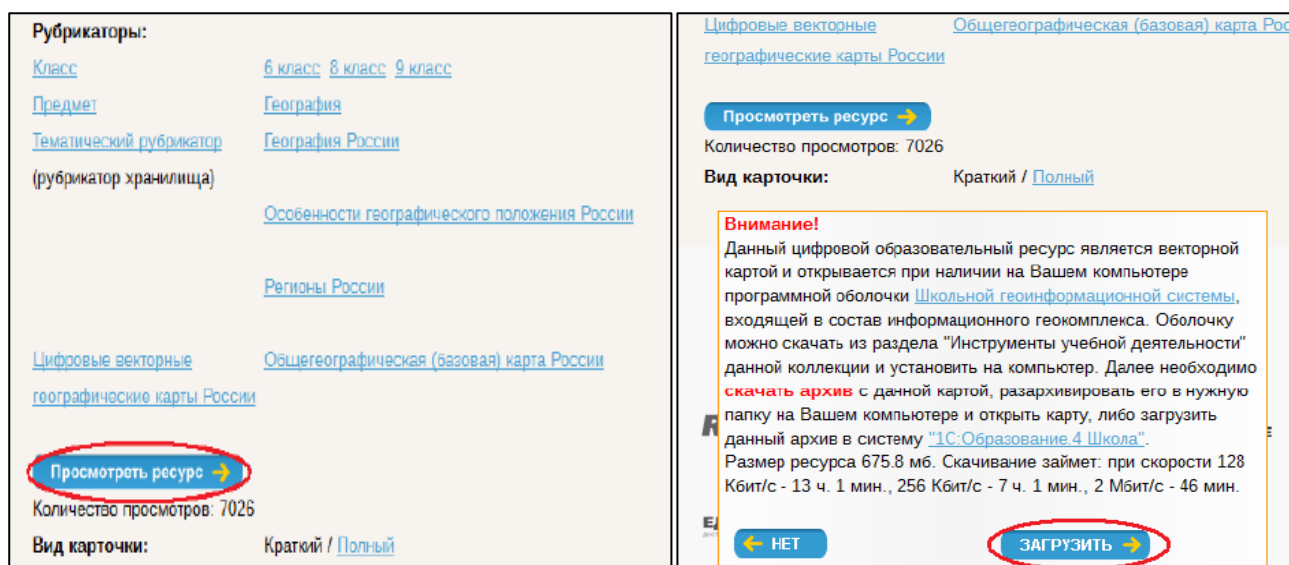 Рубрикаторы:
Класс 6 класс 8 класс 9 класс
Предмет География
Тематический рубрикатор География России
(рубрикатор хранилища)
Особенности географического положения России
Регионы России
Цифровые векторные Общегеографическая (базовая) карта России
географические карты России
Просмотреть ресурс
Количество просмотров: 7026
Вид карточки: Краткий / Полный
Цифровые векторные Общегеографическая (базовая) карта Рос
географические карты России
Просмотреть ресурс
Количество просмотров: 7026
Вид карточки: Краткий / Полный
Внимание!
Данный цифровой образовательный ресурс является векторной
картой и открывается при наличии на Вашем компьютере
программной оболочки Школьной геоинформационной системы,
входящей в состав информационного геокомплекса. Оболочку
можно скачать из раздела "Инструменты учебной деятельности"
данной коллекции и установить на компьютер. Далее необходимо
скачать архив с данной картой, разархивировать его в нужную
папку на Вашем компьютере и открыть карту, либо загрузить
данный архив в систему "1С:Образование.4 Школа".
Размер ресурса 675.8 мб. Скачивание займет: при скорости 128
Кбит/с - 13 ч. 1 мин., 256 Кбит/с - 7 ч. 1 мин., 2 Мбит/с - 46 мин.
НЕТ ЗАГРУЗИТЬ